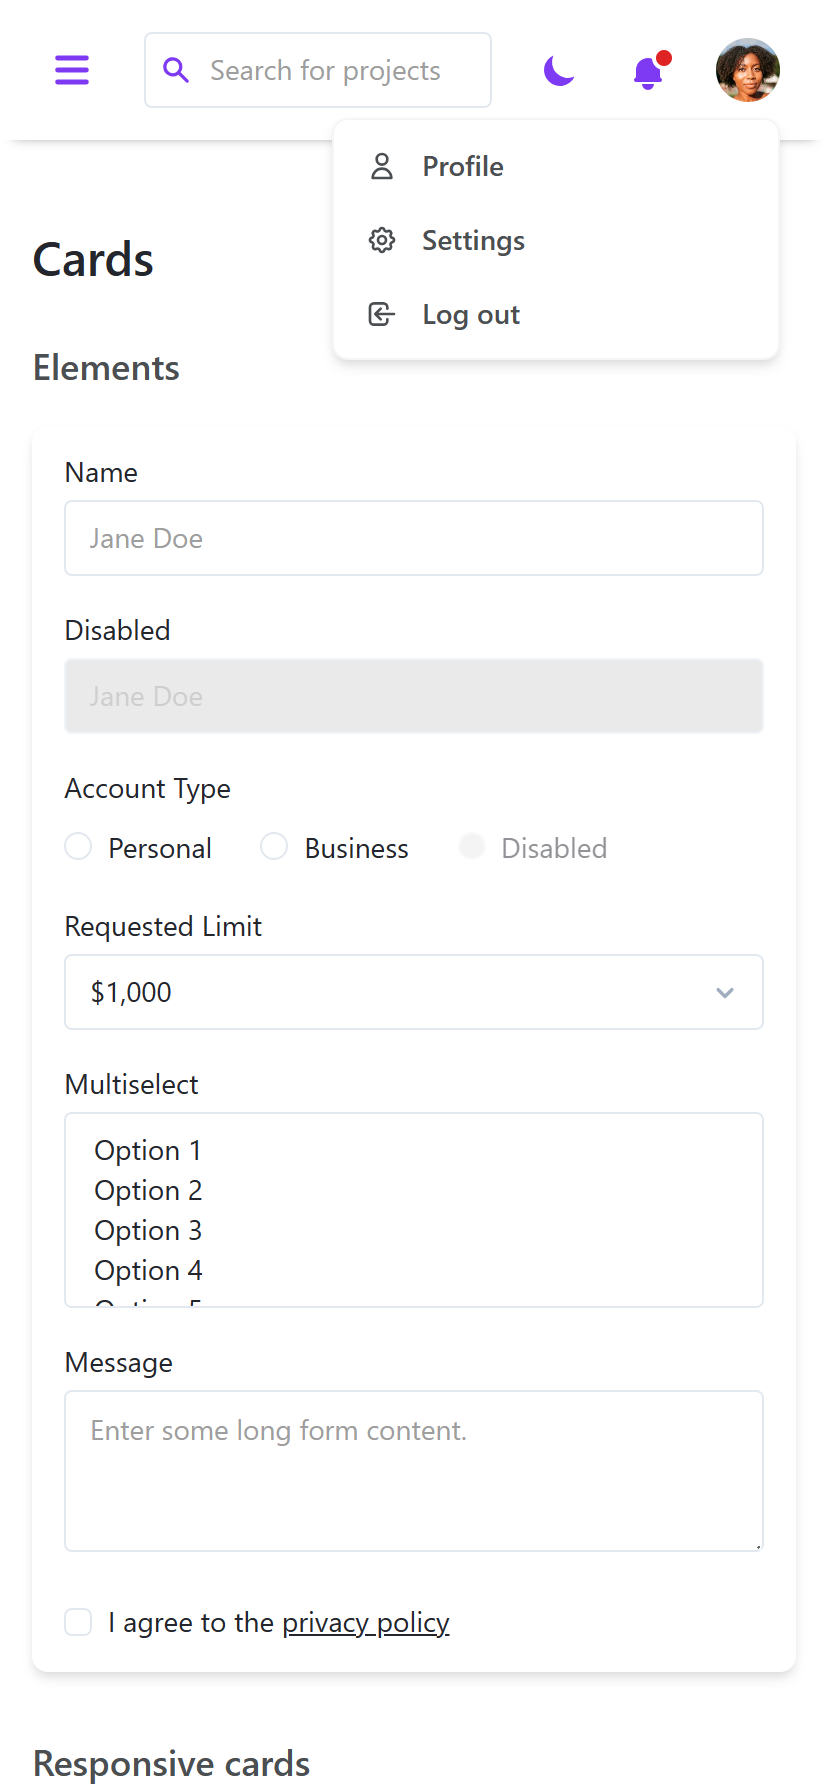 Search for projects
Profile
Settings
Log out
Cards
Elements
Name
Jane Doe
Disabled
Jane Doe
Account Type
Personal Business Disabled
Requested Limit
$1,000
Multiselect
Option 1
Option 2
Option 3
Option 4
Option 5
Message
Enter some long form content.
I agree to the privacy policy
Responsive cards